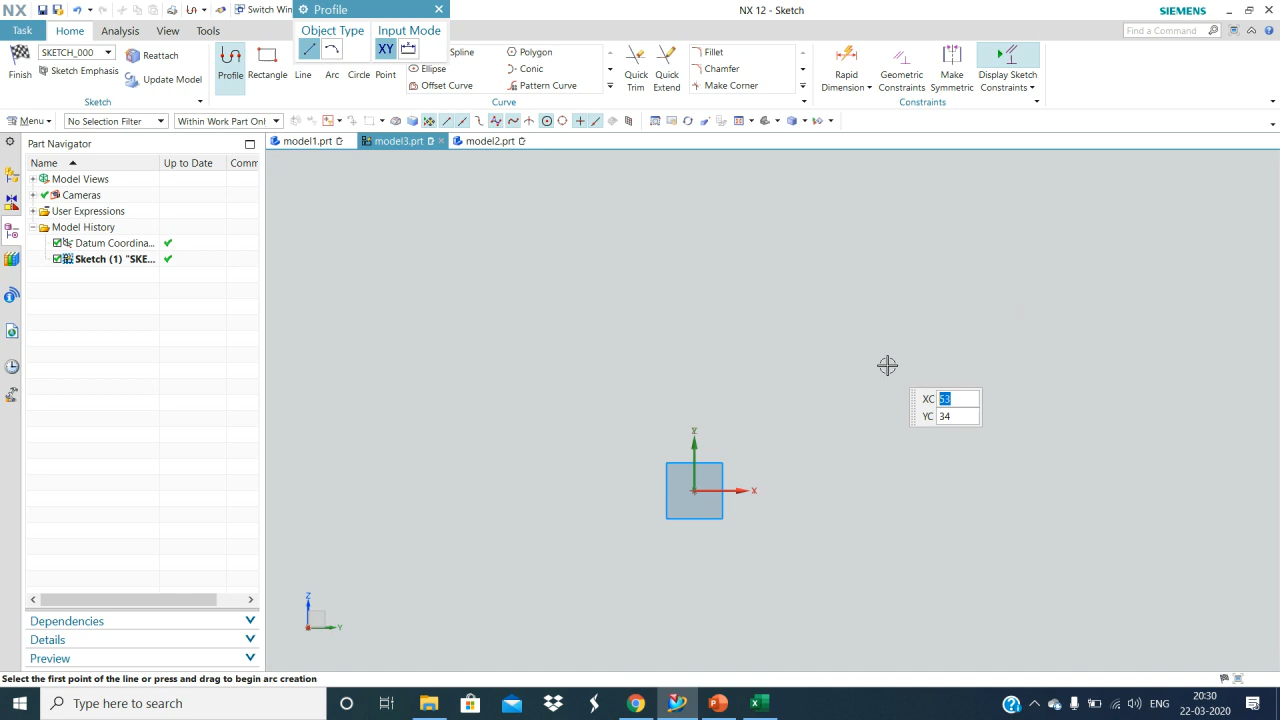 NX
Switch Win
Profile
NX 12 - Sketch
SIEMENS
Task
Home
Analysis
View
Tools
Object Type
Input Mode
Find a Command
Finish
SKETCH_000
Sketch Emphasis
Reattach
Update Model
Profile
Rectangle
Line
Arc
Circle
Point
XY
Spline
Ellipse
Offset Curve
Polygon
Conic
Pattern Curve
Quick Trim
Quick Extend
Fillet
Chamfer
Make Corner
Rapid Dimension
Geometric Constraints
Make Symmetric
Display Sketch Constraints
Sketch
Curve
Constraints
Menu
No Selection Filter
Within Work Part Onl
Part Navigator
model1.prt
model3.prt
model2.prt
Name
Up to Date
Comm
Model Views
Cameras
User Expressions
Model History
Datum Coordina...
Sketch (1) "SKE...
XC 53
YC 34
X
Z
Y
Dependencies
Details
Preview
Select the first point of the line or press and drag to begin arc creation
Type here to search
ENG
20:30
22-03-2020